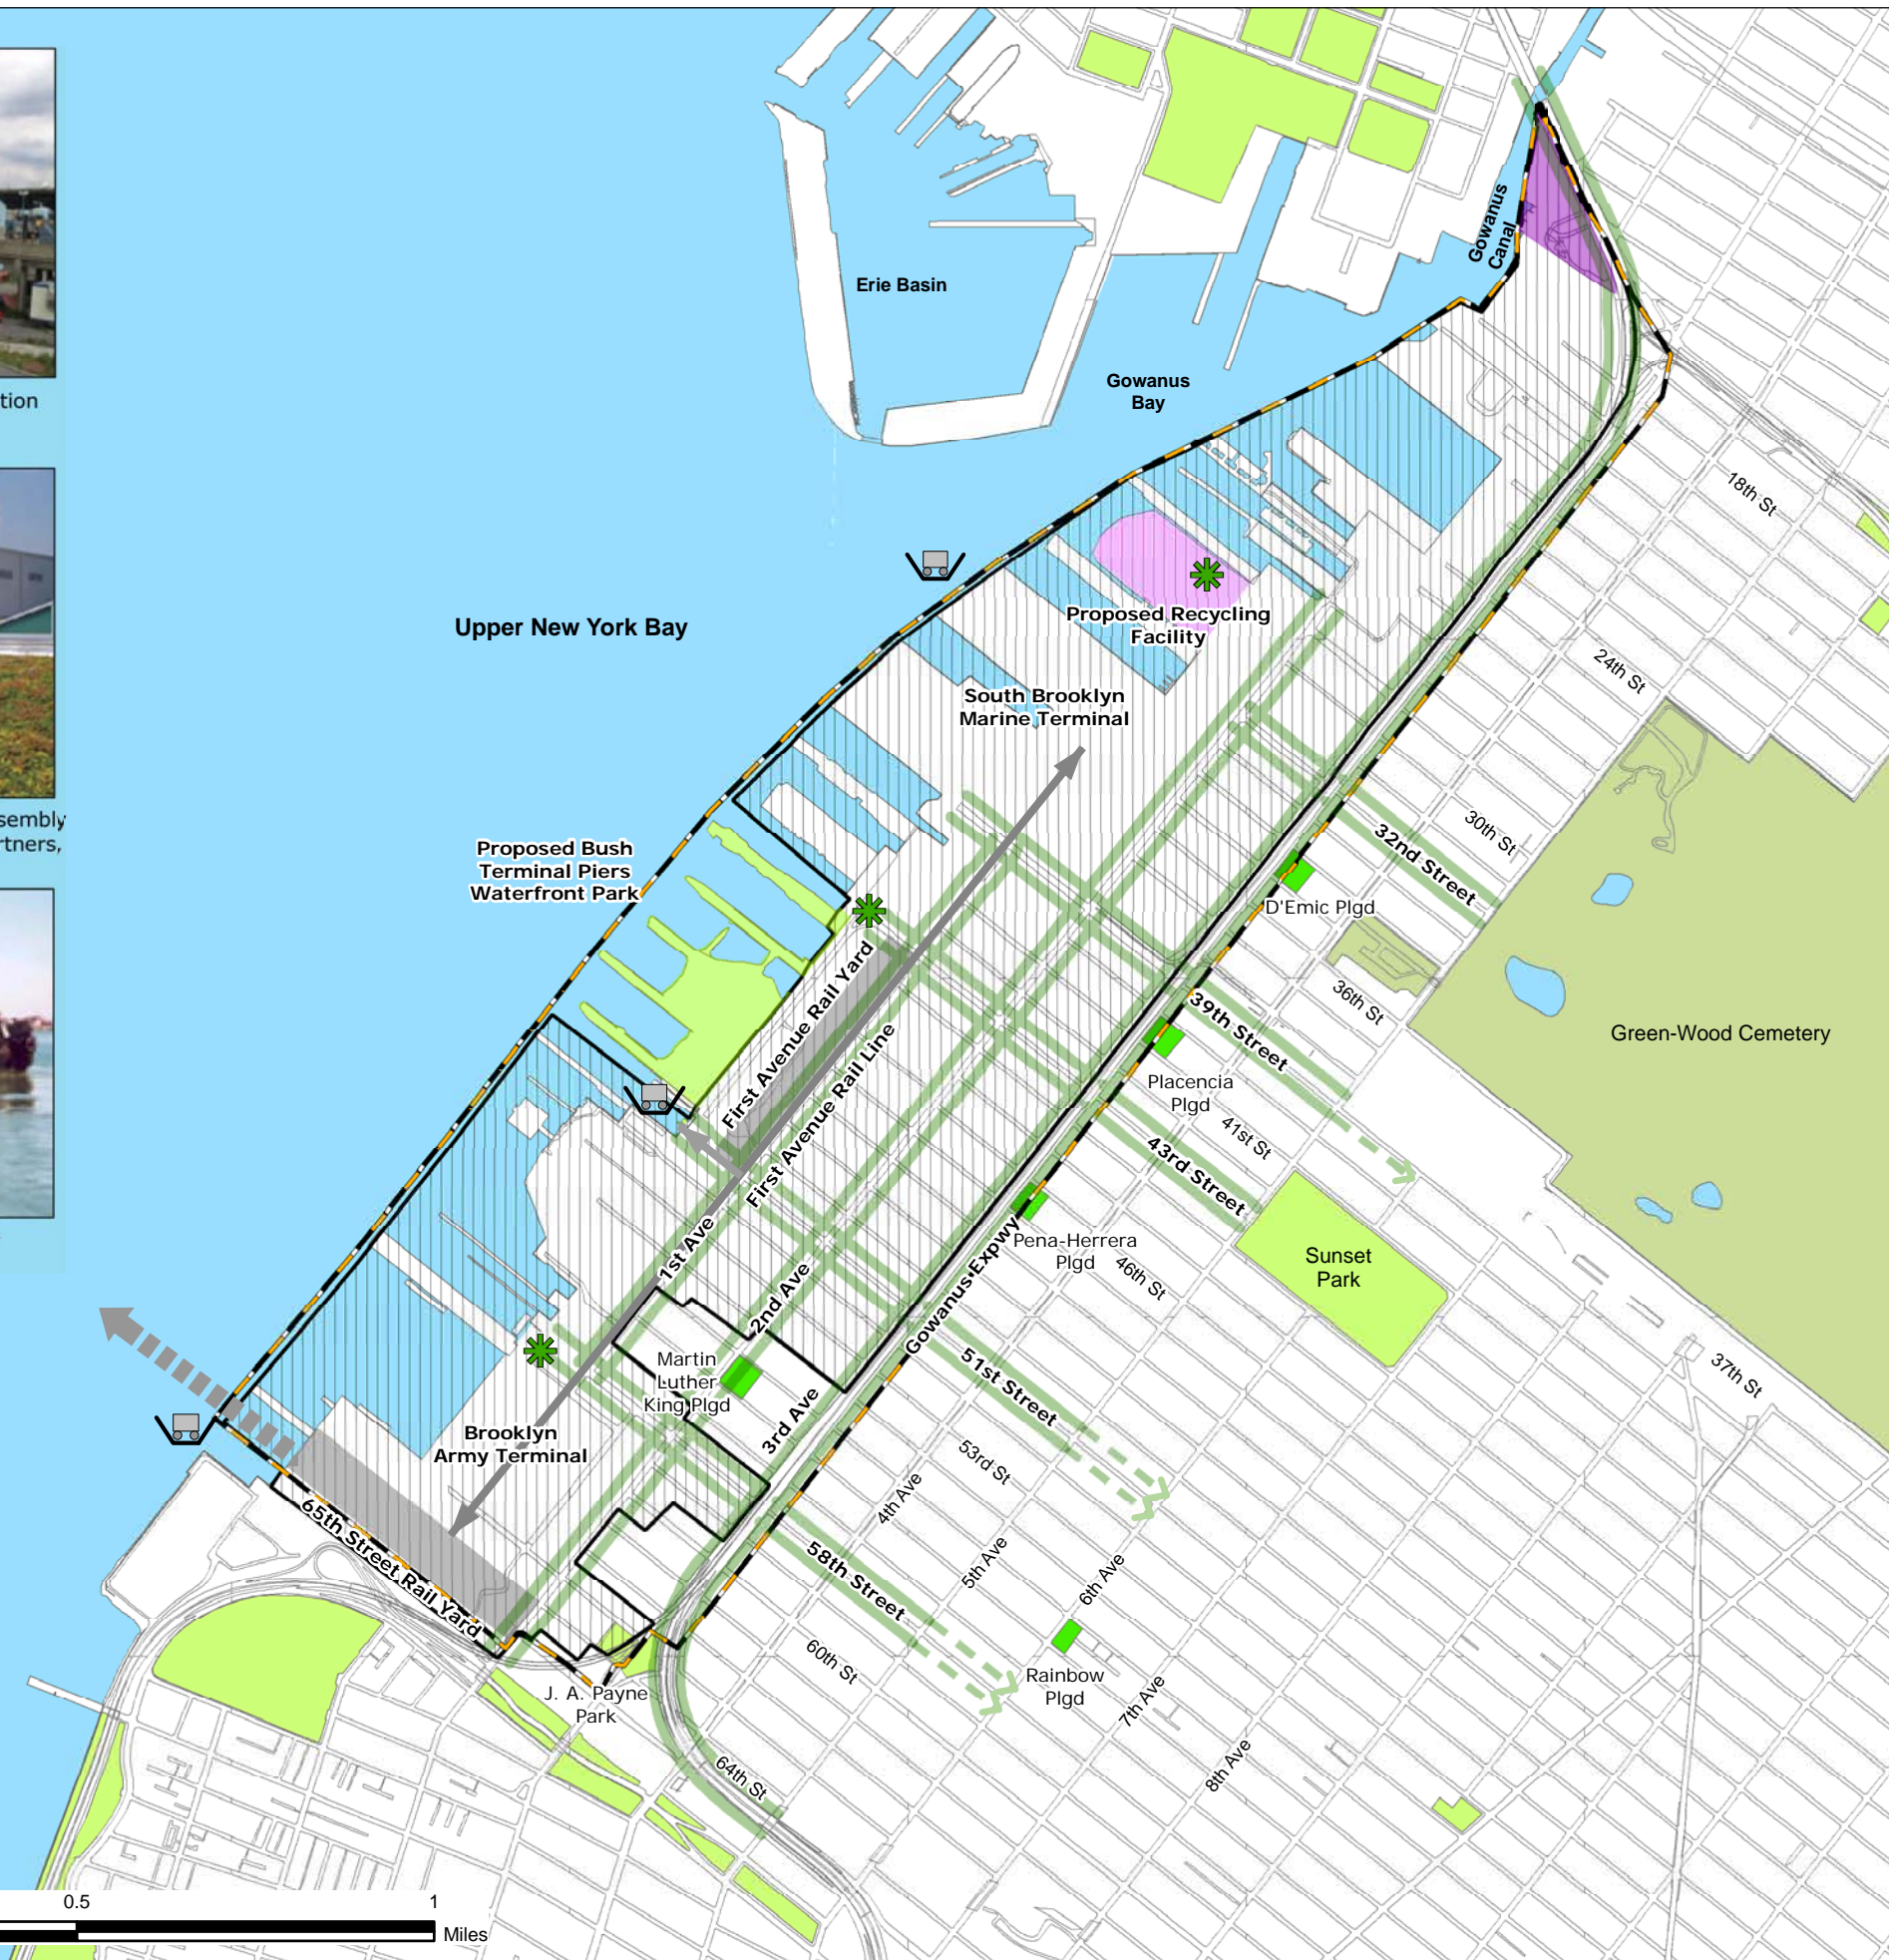 tion
sembly
rtners,
Gowanus
Canal
Erie Basin
Gowanus
Bay
18th St
Upper New York Bay
Proposed Recycling
Facility
24th St
South Brooklyn
Marine Terminal
30th St
32nd Street
Proposed Bush
Terminal Piers
Waterfront Park
D'Emic Plgd
First Avenue Rail Yard
First Avenue Rail Line
36th St
39th Street
Green-Wood Cemetery
Placencia
Plgd
41st St
43rd Street
1st Ave
Pena-Herrera
Plgd
46th St
Sunset
Park
2nd Ave
Gowanus Expwy
Martin
Luther
King Plgd
37th St
51st Street
3rd Ave
Brooklyn
Army Terminal
53rd St
4th Ave
65th Street Rail Yard
58th Street
5th Ave
6th Ave
60th St
Rainbow
Plgd
J. A. Payne
Park
7th Ave
8th Ave
64th St
0.5
1
Miles